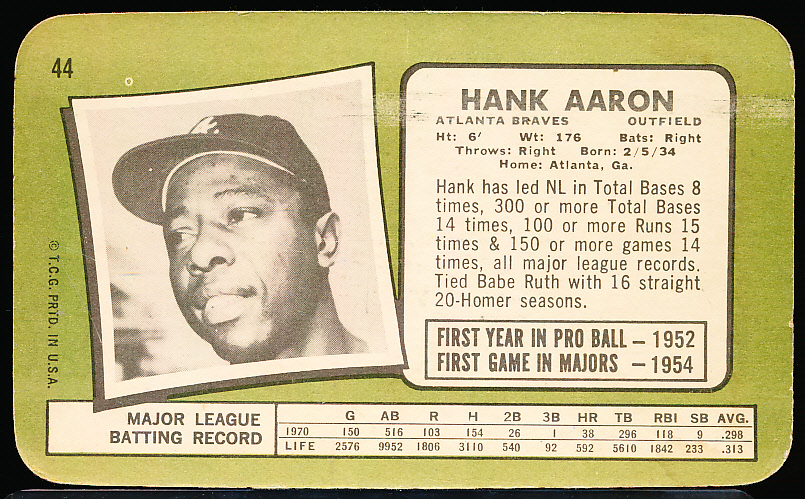 44
HANK AARON
ATLANTA BRAVES OUTFIELD
Ht: 6' Wt: 176 Bats: Right
Throws: Right Born: 2/5/34
Home: Atlanta, Ga.
Hank has led NL in Total Bases 8
times, 300 or more Total Bases
14 times, 100 or more Runs 15
times & 150 or more games 14
times, all major league records.
Tied Babe Ruth with 16 straight
20-Homer seasons.
FIRST YEAR IN PRO BALL – 1952
FIRST GAME IN MAJORS – 1954
© T.C.G. PRTD. IN U.S.A.
MAJOR LEAGUE
BATTING RECORD
G AB R H 2B 3B HR TB RBI SB AVG.
1970 150 516 103 154 26 1 38 296 118 9 .298
LIFE 2576 9952 1806 3110 540 92 592 5610 1842 233 .313